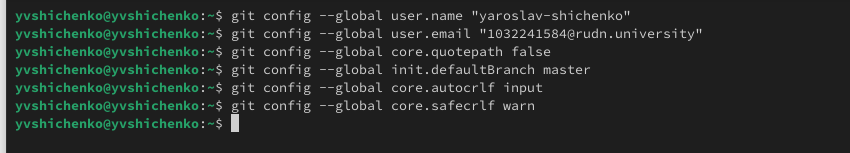 yvshichenko@yvshichenko:~$ git config --global user.name "yaroslav-shichenko"
yvshichenko@yvshichenko:~$ git config --global user.email "1032241584@rudn.university"
yvshichenko@yvshichenko:~$ git config --global core.quotepath false
yvshichenko@yvshichenko:~$ git config --global init.defaultBranch master
yvshichenko@yvshichenko:~$ git config --global core.autocrlf input
yvshichenko@yvshichenko:~$ git config --global core.safecrlf warn
yvshichenko@yvshichenko:~$